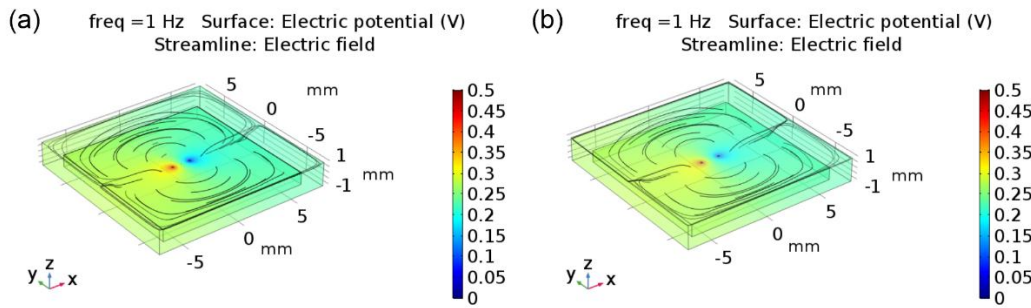 (a)
freq =1 Hz   Surface: Electric potential (V)
Streamline: Electric field
5
0
mm
-5
1
-1
mm
5
0
mm
-5
y z x
0.5
0.45
0.4
0.35
0.3
0.25
0.2
0.15
0.1
0.05
0
(b)
freq =1 Hz   Surface: Electric potential (V)
Streamline: Electric field
5
mm
0
-5
1
-1
mm
5
0
mm
-5
y z x
0.5
0.45
0.4
0.35
0.3
0.25
0.2
0.15
0.1
0.05
0